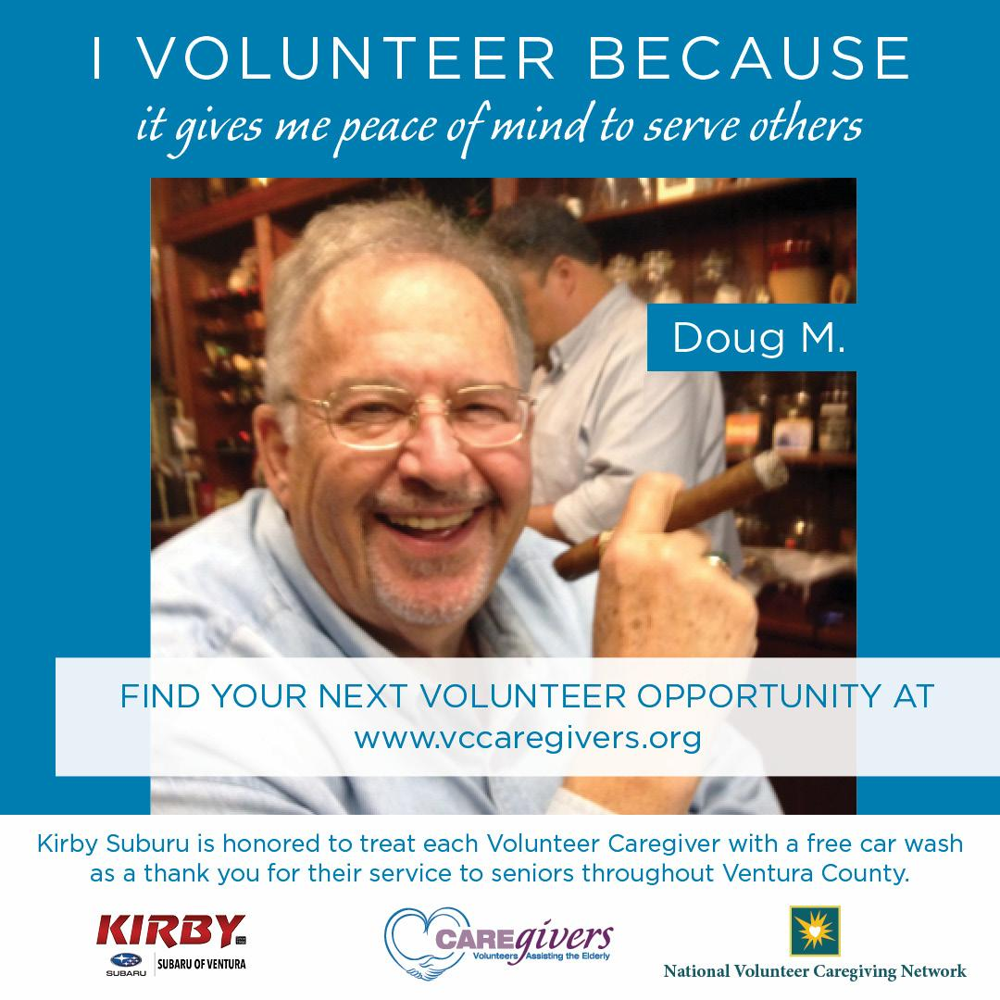 I VOLUNTEER BECAUSE
it gives me peace of mind to serve others
Doug M.
FIND YOUR NEXT VOLUNTEER OPPORTUNITY AT
www.vccaregivers.org
Kirby Suburu is honored to treat each Volunteer Caregiver with a free car wash
as a thank you for their service to seniors throughout Ventura County.
KIRBY
SUBARU
SUBARU OF VENTURA
CAREgivers
Volunteers Assisting the Elderly
National Volunteer Caregiving Network